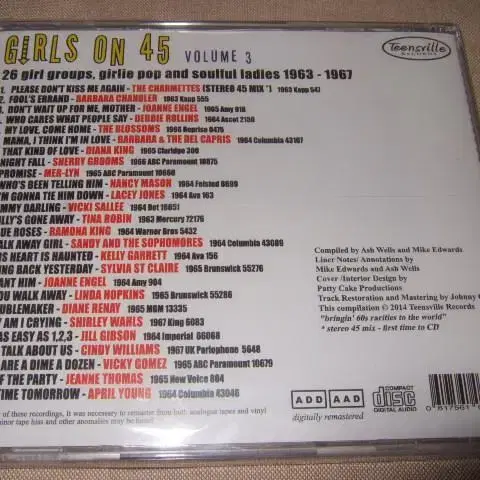 GIRLS ON 45 VOLUME 3
Teensville
RECORDS
26 girl groups, girlie pop and soulful ladies 1963 - 1967
1. PLEASE DON'T KISS ME AGAIN - THE CHARMETTES (STEREO 45 MIX *) 1963 Kapp 547
2. FOOL'S ERRAND - BARBARA CHANDLER 1963 Kapp 555
3. DON'T WAIT UP FOR ME, MOTHER - JOANNE ENGEL 1965 Amy 918
WHO CARES WHAT PEOPLE SAY - DEBBIE ROLLINS 1964 Ascot 2150
MY LOVE, COME HOME - THE BLOSSOMS 1966 Reprise 0475
MAMA, I THINK I'M IN LOVE - BARBARA & THE DEL CAPRIS 1964 Columbia 43167
THAT KIND OF LOVE - DIANA KING 1965 Claridge 300
NIGHT FALL - SHERRY GROOMS 1966 ABC Paramount 10875
PROMISE - MER-LYN 1965 ABC Paramount 10660
WHO'S BEEN TELLING HIM - NANCY MASON 1964 Felsted 8699
I'M GONNA TIE HIM DOWN - LACEY JONES 1964 Ava 163
MMY DARLING - VICKI SALLEE 1964 Dot 16651
LLY'S GONE AWAY - TINA ROBIN 1963 Mercury 72176
UE ROSES - RAMONA KING 1964 Warner Bros 5432
ALK AWAY GIRL - SANDY AND THE SOPHOMORES 1964 Columbia 43089
IS HEART IS HAUNTED - KELLY GARRETT 1964 Ava 156
NG BACK YESTERDAY - SYLVIA ST CLAIRE 1965 Brunswick 55276
ANT HIM - JOANNE ENGEL 1964 Amy 904
OU WALK AWAY - LINDA HOPKINS 1965 Brunswick 55286
OUBLEMAKER - DIANE RENAY 1965 MGM 13335
Y AM I CRYING - SHIRLEY WAHLS 1967 King 6083
AS EASY AS 1,2,3 - JILL GIBSON 1964 Imperial 66068
TALK ABOUT US - CINDY WILLIAMS 1967 UK Parlophone 5648
ARE A DIME A DOZEN - VICKY GOMEZ 1965 ABC Paramount 10679
OF THE PARTY - JEANNE THOMAS 1965 New Voice 804
TIME TOMORROW - APRIL YOUNG 1964 Columbia 43046
Compiled by Ash Wells and Mike Edwards
Liner Notes/ Annotations by
Mike Edwards and Ash Wells
Cover /Interior Design by
Patty Cake Productions
Track Restoration and Mastering by Johnny
This compilation © 2014 Teensville Records
"bringin' 60s rarities to the world"
* stereo 45 mix - first time to CD
of these recordings, it was necessary to remaster from both analogue tapes and vinyl
minor tape hiss and other anomalies may be heard
ADD AAD
digitally remastered
COMPACT
disc
DIGITAL AUDIO